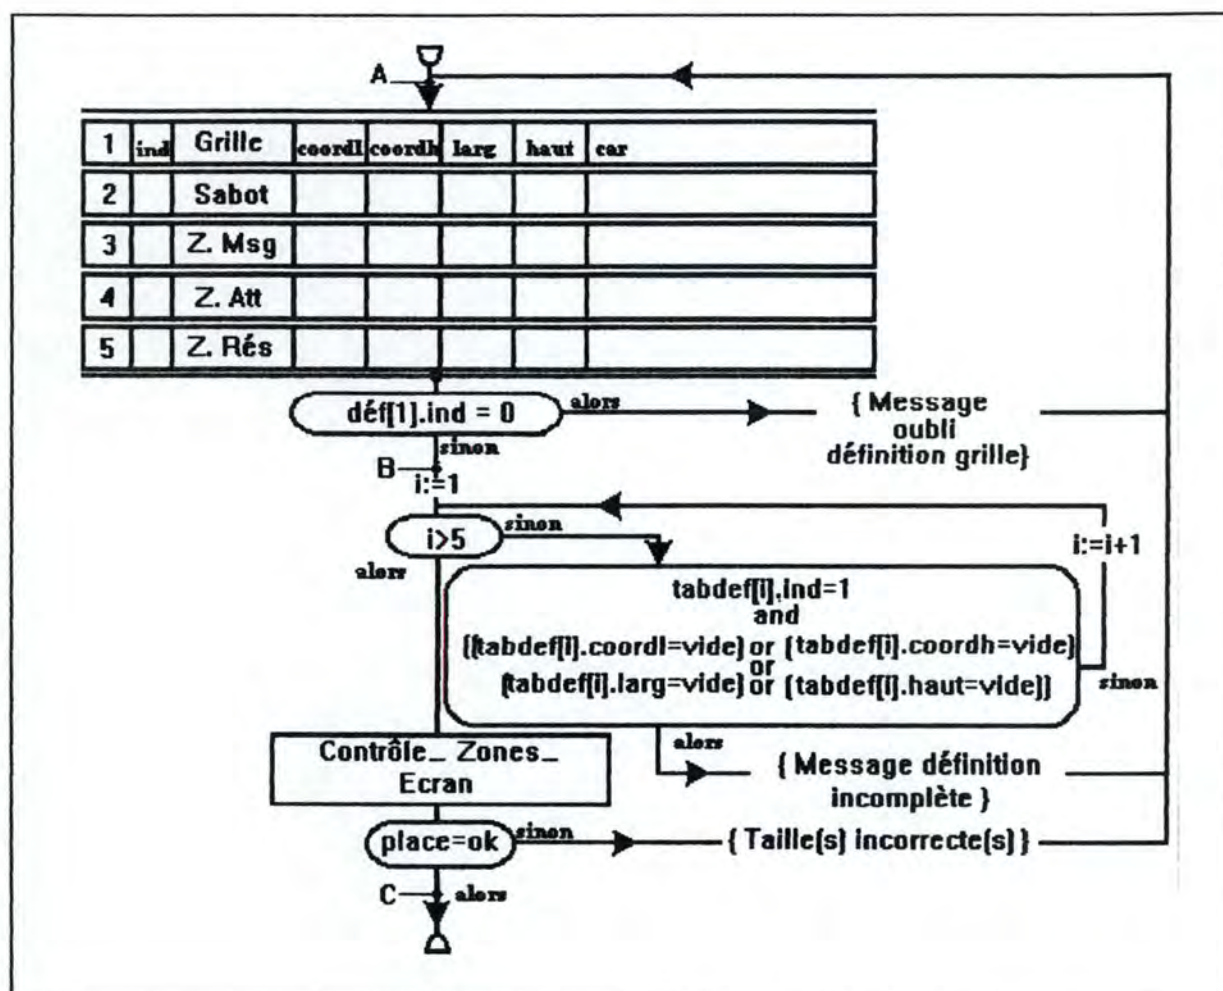 A
1 ind Grille coordl coordh larg haut car
2 Sabot
3 Z. Msg
4 Z. Att
5 Z. Rés
déf[1].ind = 0
alors
{ Message
oubli
définition grille}
sinon
B
i:=1
i>5
sinon
i:=i+1
alors
tabdef[i].ind=1
and
((tabdef[i].coordl=vide) or (tabdef[i].coordh=vide)
or
(tabdef[i].larg=vide) or (tabdef[i].haut=vide))
sinon
alors
{ Message définition
incomplète }
Contrôle_ Zones_
Ecran
place=ok
sinon
{ Taille(s) incorrecte(s) }
C
alors